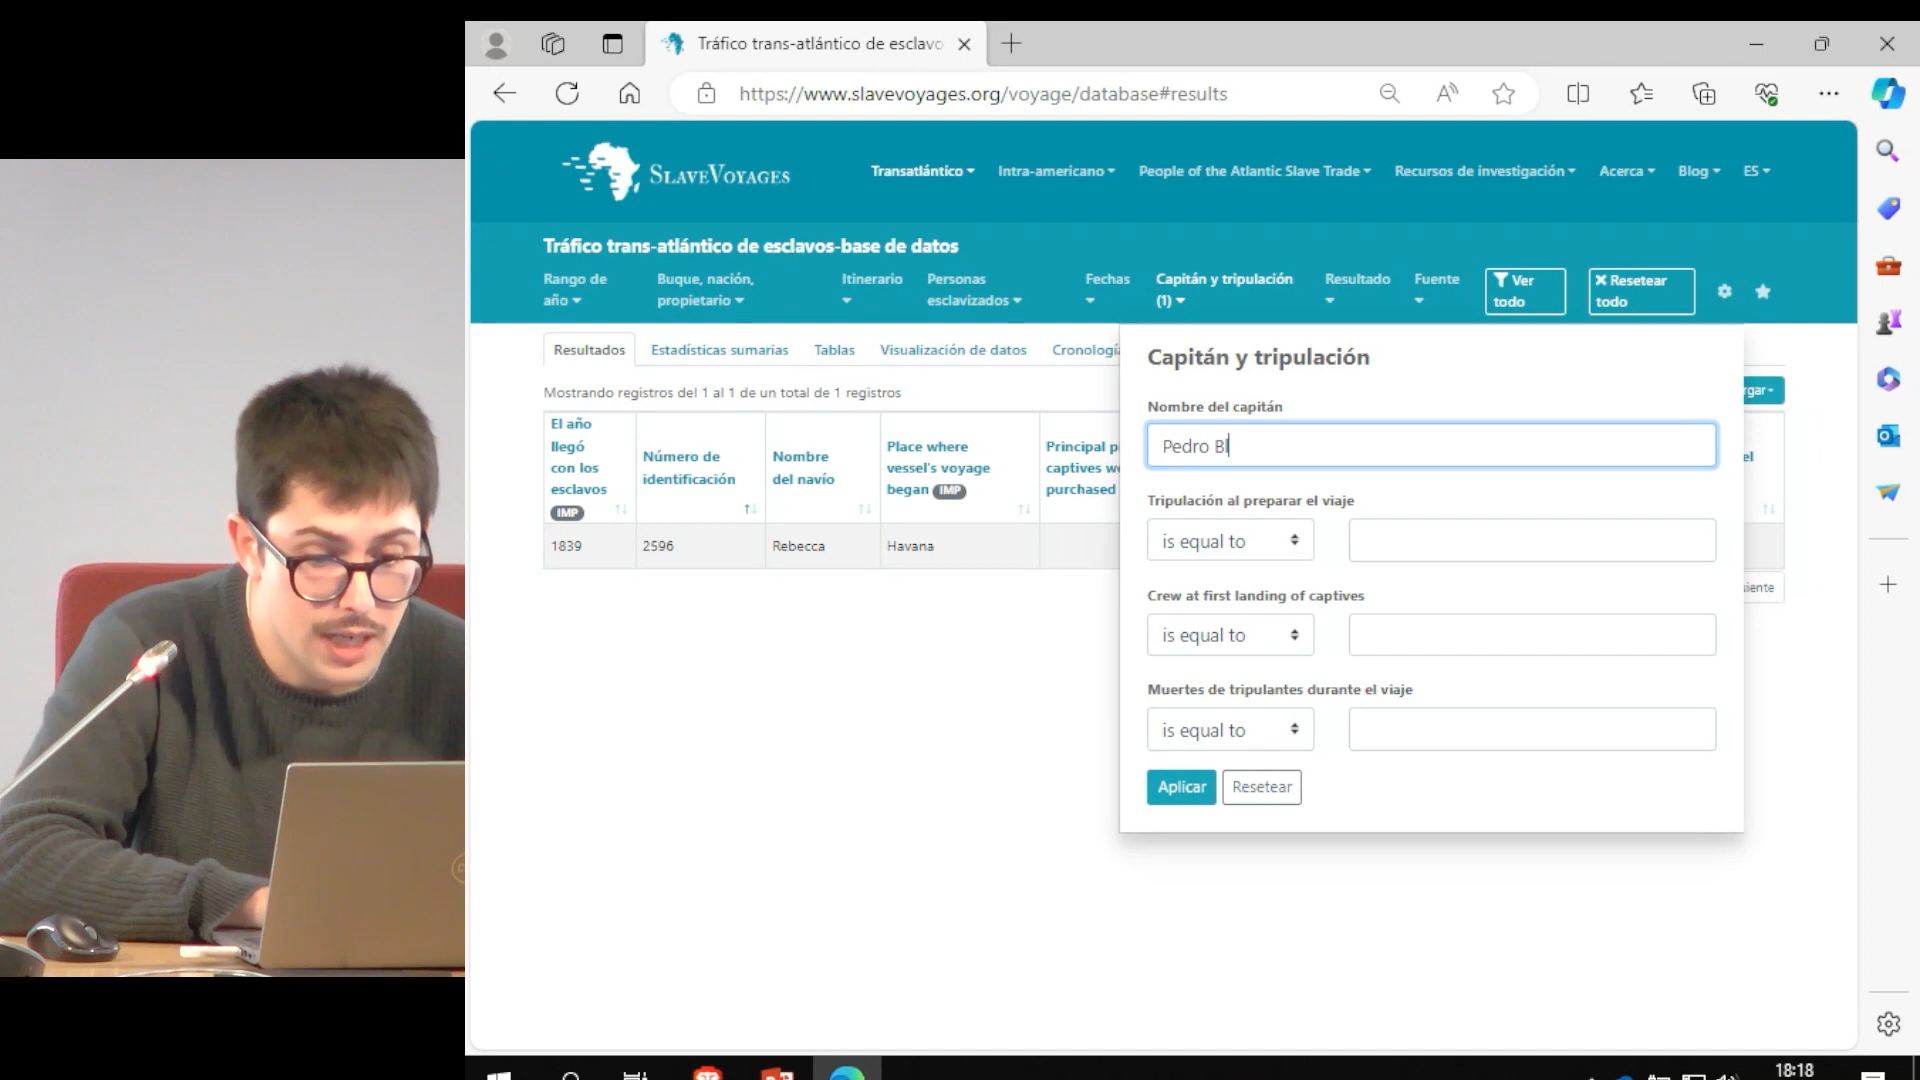 Tráfico trans-atlántico de esclavo
https://www.slavevoyages.org/voyage/database#results
SLAVEVOYAGES
Transatlántico
Intra-americano
People of the Atlantic Slave Trade
Recursos de investigación
Acerca
Blog
ES
Tráfico trans-atlántico de esclavos-base de datos
Rango de
año
Buque, nación,
propietario
Itinerario
Personas
esclavizados
Fechas
Capitán y tripulación
(1)
Resultado
Fuente
Ver
todo
Resetear
todo
Resultados
Estadísticas sumarias
Tablas
Visualización de datos
Cronologí
Mostrando registros del 1 al 1 de un total de 1 registros
rgar
El año
llegó
con los
esclavos
IMP
Número de
identificación
Nombre
del navío
Place where
vessel's voyage
began IMP
Principal p
captives w
purchased
el
1839
2596
Rebecca
Havana
iente
Capitán y tripulación
Nombre del capitán
Pedro Bl
Tripulación al preparar el viaje
is equal to
Crew at first landing of captives
is equal to
Muertes de tripulantes durante el viaje
is equal to
Aplicar
Resetear
18:18